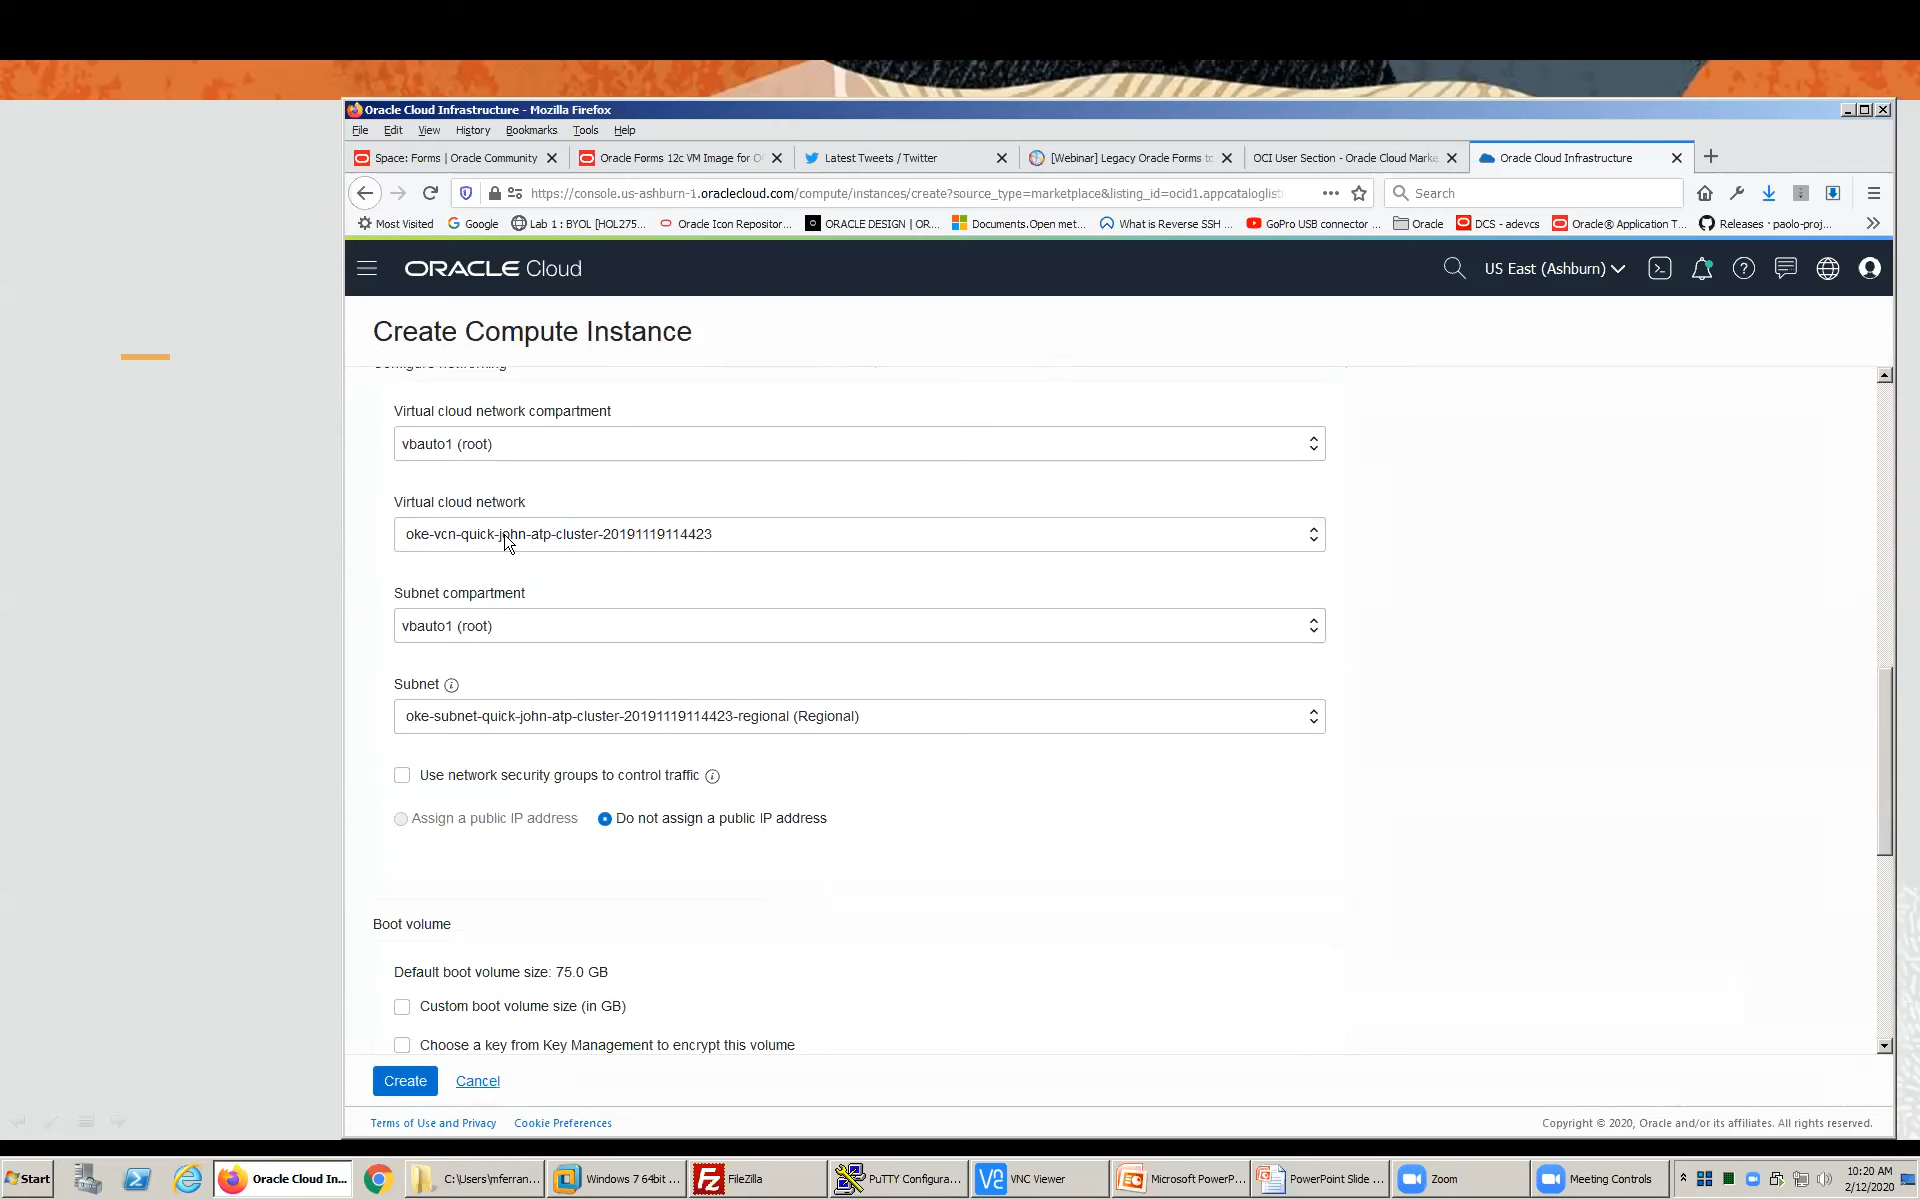 Oracle Cloud Infrastructure - Mozilla Firefox
File Edit View History Bookmarks Tools Help
Space: Forms | Oracle Community
Oracle Forms 12c VM Image for O
Latest Tweets / Twitter
[Webinar] Legacy Oracle Forms to
OCI User Section - Oracle Cloud Marke
Oracle Cloud Infrastructure
https://console.us-ashburn-1.oraclecloud.com/compute/instances/create?source_type=marketplace&listing_id=ocid1.appcataloglisti
Search
Most Visited Google Lab 1 : BYOL [HOL275... Oracle Icon Repositor... ORACLE DESIGN | OR... Documents.Open met... What is Reverse SSH ... GoPro USB connector ... Oracle DCS - adevcs Oracle® Application T... Releases · paolo-proj...
ORACLE Cloud
US East (Ashburn)
Create Compute Instance
Configure networking
Virtual cloud network compartment
vbauto1 (root)
Virtual cloud network
oke-vcn-quick-john-atp-cluster-20191119114423
Subnet compartment
vbauto1 (root)
Subnet
oke-subnet-quick-john-atp-cluster-20191119114423-regional (Regional)
Use network security groups to control traffic
Assign a public IP address Do not assign a public IP address
Boot volume
Default boot volume size: 75.0 GB
Custom boot volume size (in GB)
Choose a key from Key Management to encrypt this volume
Create Cancel
Terms of Use and Privacy Cookie Preferences
Copyright © 2020, Oracle and/or its affiliates. All rights reserved.
Start Oracle Cloud In... C:\Users\mferran... Windows 7 64bit ... FileZilla PuTTY Configura... VNC Viewer Microsoft PowerP... PowerPoint Slide ... Zoom Meeting Controls
10:20 AM
2/12/2020